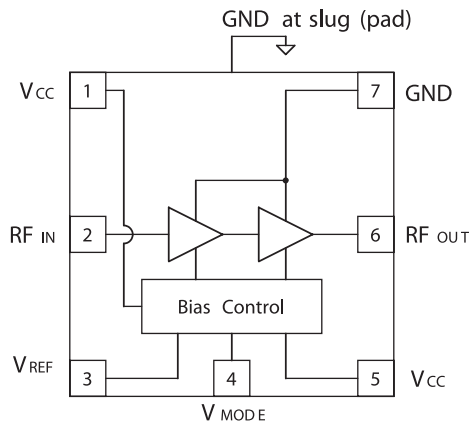 GND at slug (pad)
VCC
1
7
GND
RF IN
2
6
RF OUT
Bias Control
VREF
3
4
5
VCC
V MODE